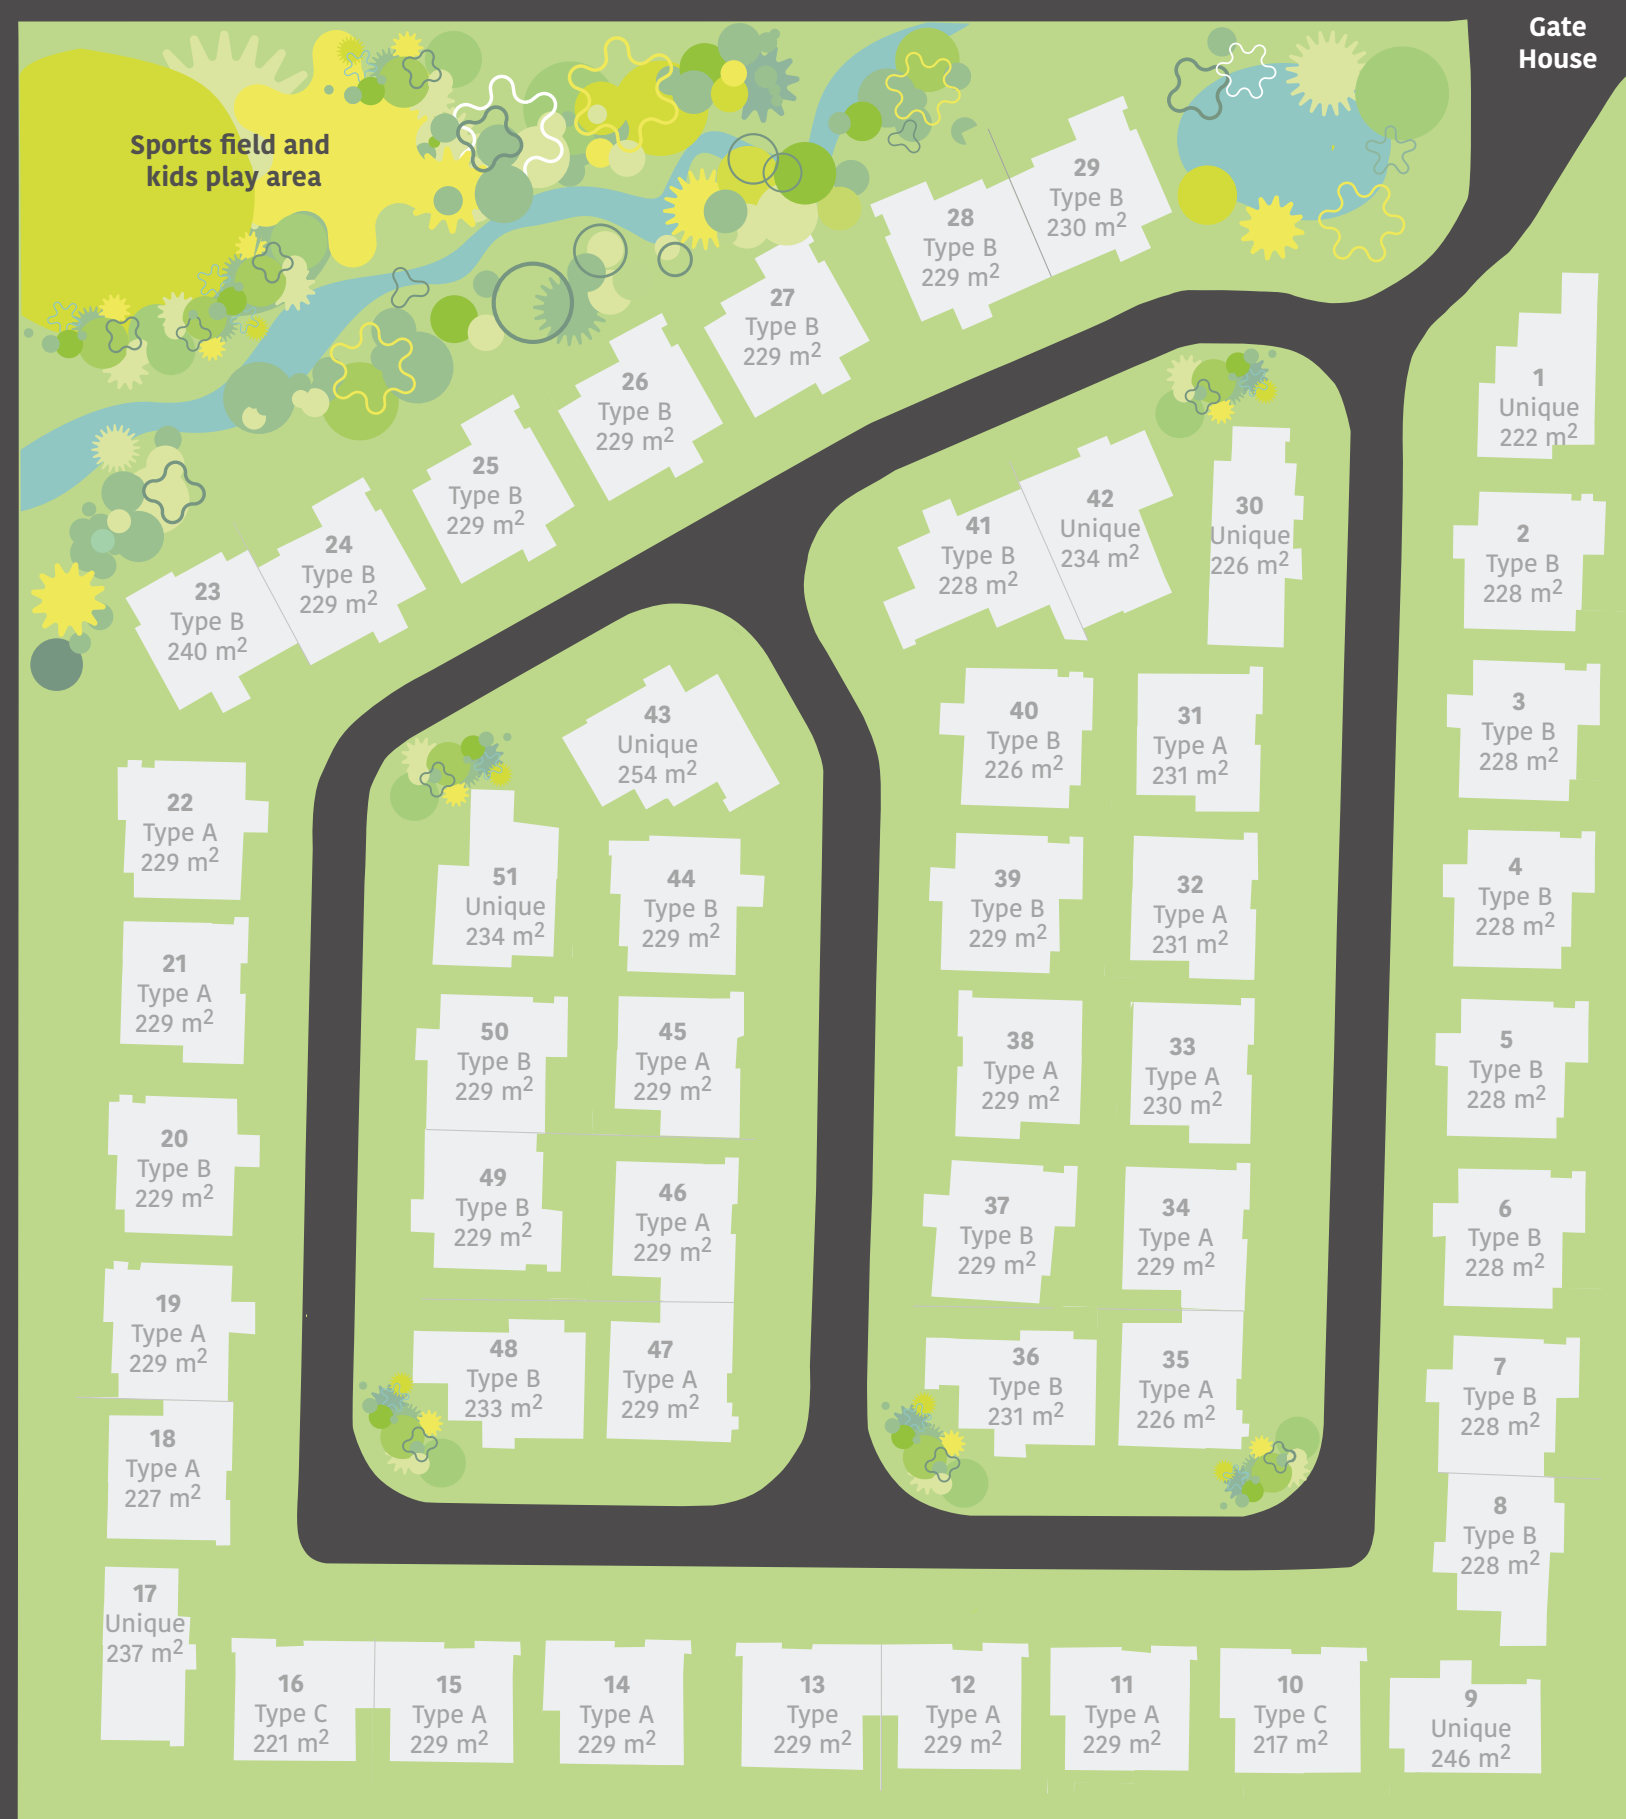 Gate
House
Sports field and
kids play area
29
Type B
230 m²
28
Type B
229 m²
27
Type B
229 m²
26
Type B
229 m²
25
Type B
229 m²
24
Type B
229 m²
23
Type B
240 m²
1
Unique
222 m²
2
Type B
228 m²
3
Type B
228 m²
4
Type B
228 m²
5
Type B
228 m²
6
Type B
228 m²
7
Type B
228 m²
8
Type B
228 m²
9
Unique
246 m²
10
Type C
217 m²
11
Type A
229 m²
12
Type A
229 m²
13
Type
229 m²
14
Type A
229 m²
15
Type A
229 m²
16
Type C
221 m²
17
Unique
237 m²
18
Type A
227 m²
19
Type A
229 m²
20
Type B
229 m²
21
Type A
229 m²
22
Type A
229 m²
30
Unique
226 m²
42
Unique
234 m²
41
Type B
228 m²
40
Type B
226 m²
31
Type A
231 m²
39
Type B
229 m²
32
Type A
231 m²
38
Type A
229 m²
33
Type A
230 m²
37
Type B
229 m²
34
Type A
229 m²
36
Type B
231 m²
35
Type A
226 m²
43
Unique
254 m²
51
Unique
234 m²
44
Type B
229 m²
50
Type B
229 m²
45
Type A
229 m²
49
Type B
229 m²
46
Type A
229 m²
48
Type B
233 m²
47
Type A
229 m²